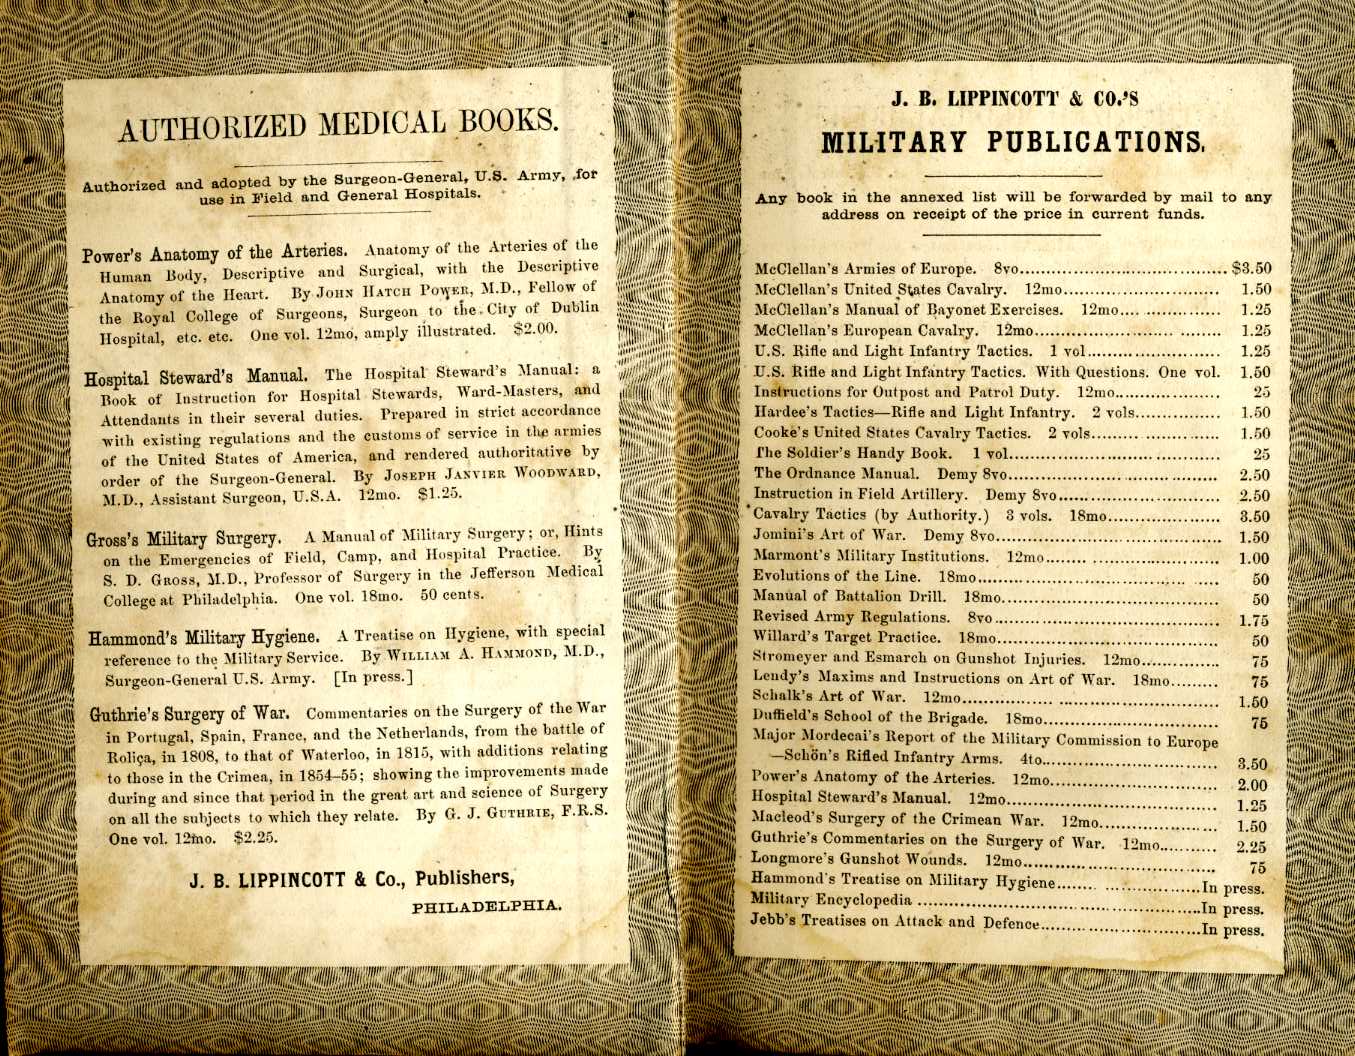 AUTHORIZED MEDICAL BOOKS.
Authorized and adopted by the Surgeon-General, U.S. Army, for
use in Field and General Hospitals.
Power's Anatomy of the Arteries. Anatomy of the Arteries of the
Human Body, Descriptive and Surgical, with the Descriptive
Anatomy of the Heart. By JOHN HATCH POWER, M.D., Fellow of
the Royal College of Surgeons, Surgeon to the City of Dublin
Hospital, etc. etc. One vol. 12mo, amply illustrated. $2.00.
Hospital Steward's Manual. The Hospital Steward's Manual: a
Book of Instruction for Hospital Stewards, Ward-Masters, and
Attendants in their several duties. Prepared in strict accordance
with existing regulations and the customs of service in the armies
of the United States of America, and rendered authoritative by
order of the Surgeon-General. By JOSEPH JANVIER WOODWARD,
M.D., Assistant Surgeon, U.S.A. 12mo. $1.25.
Gross's Military Surgery. A Manual of Military Surgery; or, Hints
on the Emergencies of Field, Camp, and Hospital Practice. By
S. D. GROSS, M.D., Professor of Surgery in the Jefferson Medical
College at Philadelphia. One vol. 18mo. 50 cents.
Hammond's Military Hygiene. A Treatise on Hygiene, with special
reference to the Military Service. By WILLIAM A. HAMMOND, M.D.,
Surgeon-General U.S. Army. [In press.]
Guthrie's Surgery of War. Commentaries on the Surgery of the War
in Portugal, Spain, France, and the Netherlands, from the battle of
Roliça, in 1808, to that of Waterloo, in 1815, with additions relating
to those in the Crimea, in 1854–55; showing the improvements made
during and since that period in the great art and science of Surgery
on all the subjects to which they relate. By G. J. GUTHRIE, F.R.S.
One vol. 12mo. $2.25.
J. B. LIPPINCOTT & Co., Publishers,
PHILADELPHIA.
J. B. LIPPINCOTT & CO.'S
MILITARY PUBLICATIONS.
Any book in the annexed list will be forwarded by mail to any
address on receipt of the price in current funds.
McClellan's Armies of Europe. 8vo........ $3.50
McClellan's United States Cavalry. 12mo........ 1.50
McClellan's Manual of Bayonet Exercises. 12mo........ 1.25
McClellan's European Cavalry. 12mo........ 1.25
U.S. Rifle and Light Infantry Tactics. 1 vol........ 1.25
U.S. Rifle and Light Infantry Tactics. With Questions. One vol. 1.50
Instructions for Outpost and Patrol Duty. 12mo........ 25
Hardee's Tactics—Rifle and Light Infantry. 2 vols........ 1.50
Cooke's United States Cavalry Tactics. 2 vols........ 1.50
The Soldier's Handy Book. 1 vol........ 25
The Ordnance Manual. Demy 8vo........ 2.50
Instruction in Field Artillery. Demy 8vo........ 2.50
Cavalry Tactics (by Authority.) 3 vols. 18mo........ 3.50
Jomini's Art of War. Demy 8vo........ 1.50
Marmont's Military Institutions. 12mo........ 1.00
Evolutions of the Line. 18mo........ 50
Manual of Battalion Drill. 18mo........ 50
Revised Army Regulations. 8vo........ 1.75
Willard's Target Practice. 18mo........ 50
Stromeyer and Esmarch on Gunshot Injuries. 12mo........ 75
Lendy's Maxims and Instructions on Art of War. 18mo........ 75
Schalk's Art of War. 12mo........ 1.50
Duffield's School of the Brigade. 18mo........ 75
Major Mordecai's Report of the Military Commission to Europe
—Schön's Rifled Infantry Arms. 4to........ 3.50
Power's Anatomy of the Arteries. 12mo........ 2.00
Hospital Steward's Manual. 12mo........ 1.25
Macleod's Surgery of the Crimean War. 12mo........ 1.50
Guthrie's Commentaries on the Surgery of War. 12mo........ 2.25
Longmore's Gunshot Wounds. 12mo........ 75
Hammond's Treatise on Military Hygiene........ In press.
Military Encyclopedia ........ In press.
Jebb's Treatises on Attack and Defence........ In press.